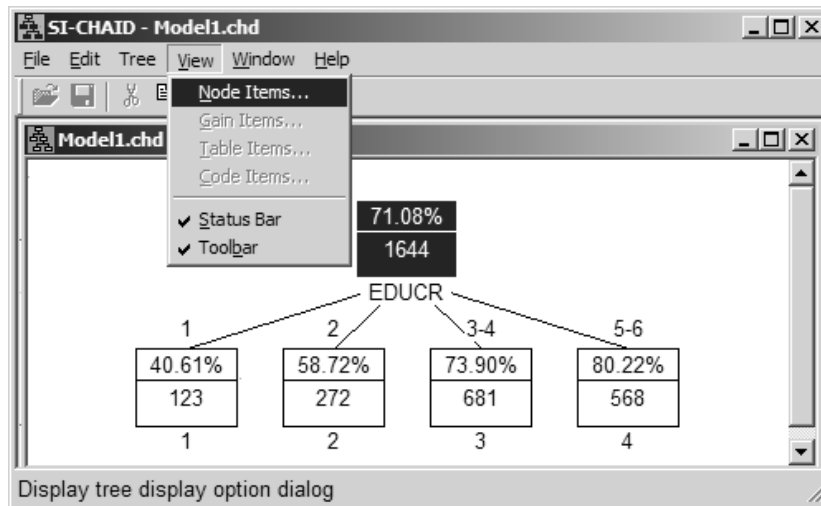 SI-CHAID - Model1.chd
File Edit Tree View Window Help
Node Items...
Gain Items...
Table Items...
Code Items...
Status Bar
Toolbar
Model1.chd
71.08%
1644
EDUCR
1 2 3-4 5-6
40.61% 58.72% 73.90% 80.22%
123 272 681 568
1 2 3 4
Display tree display option dialog